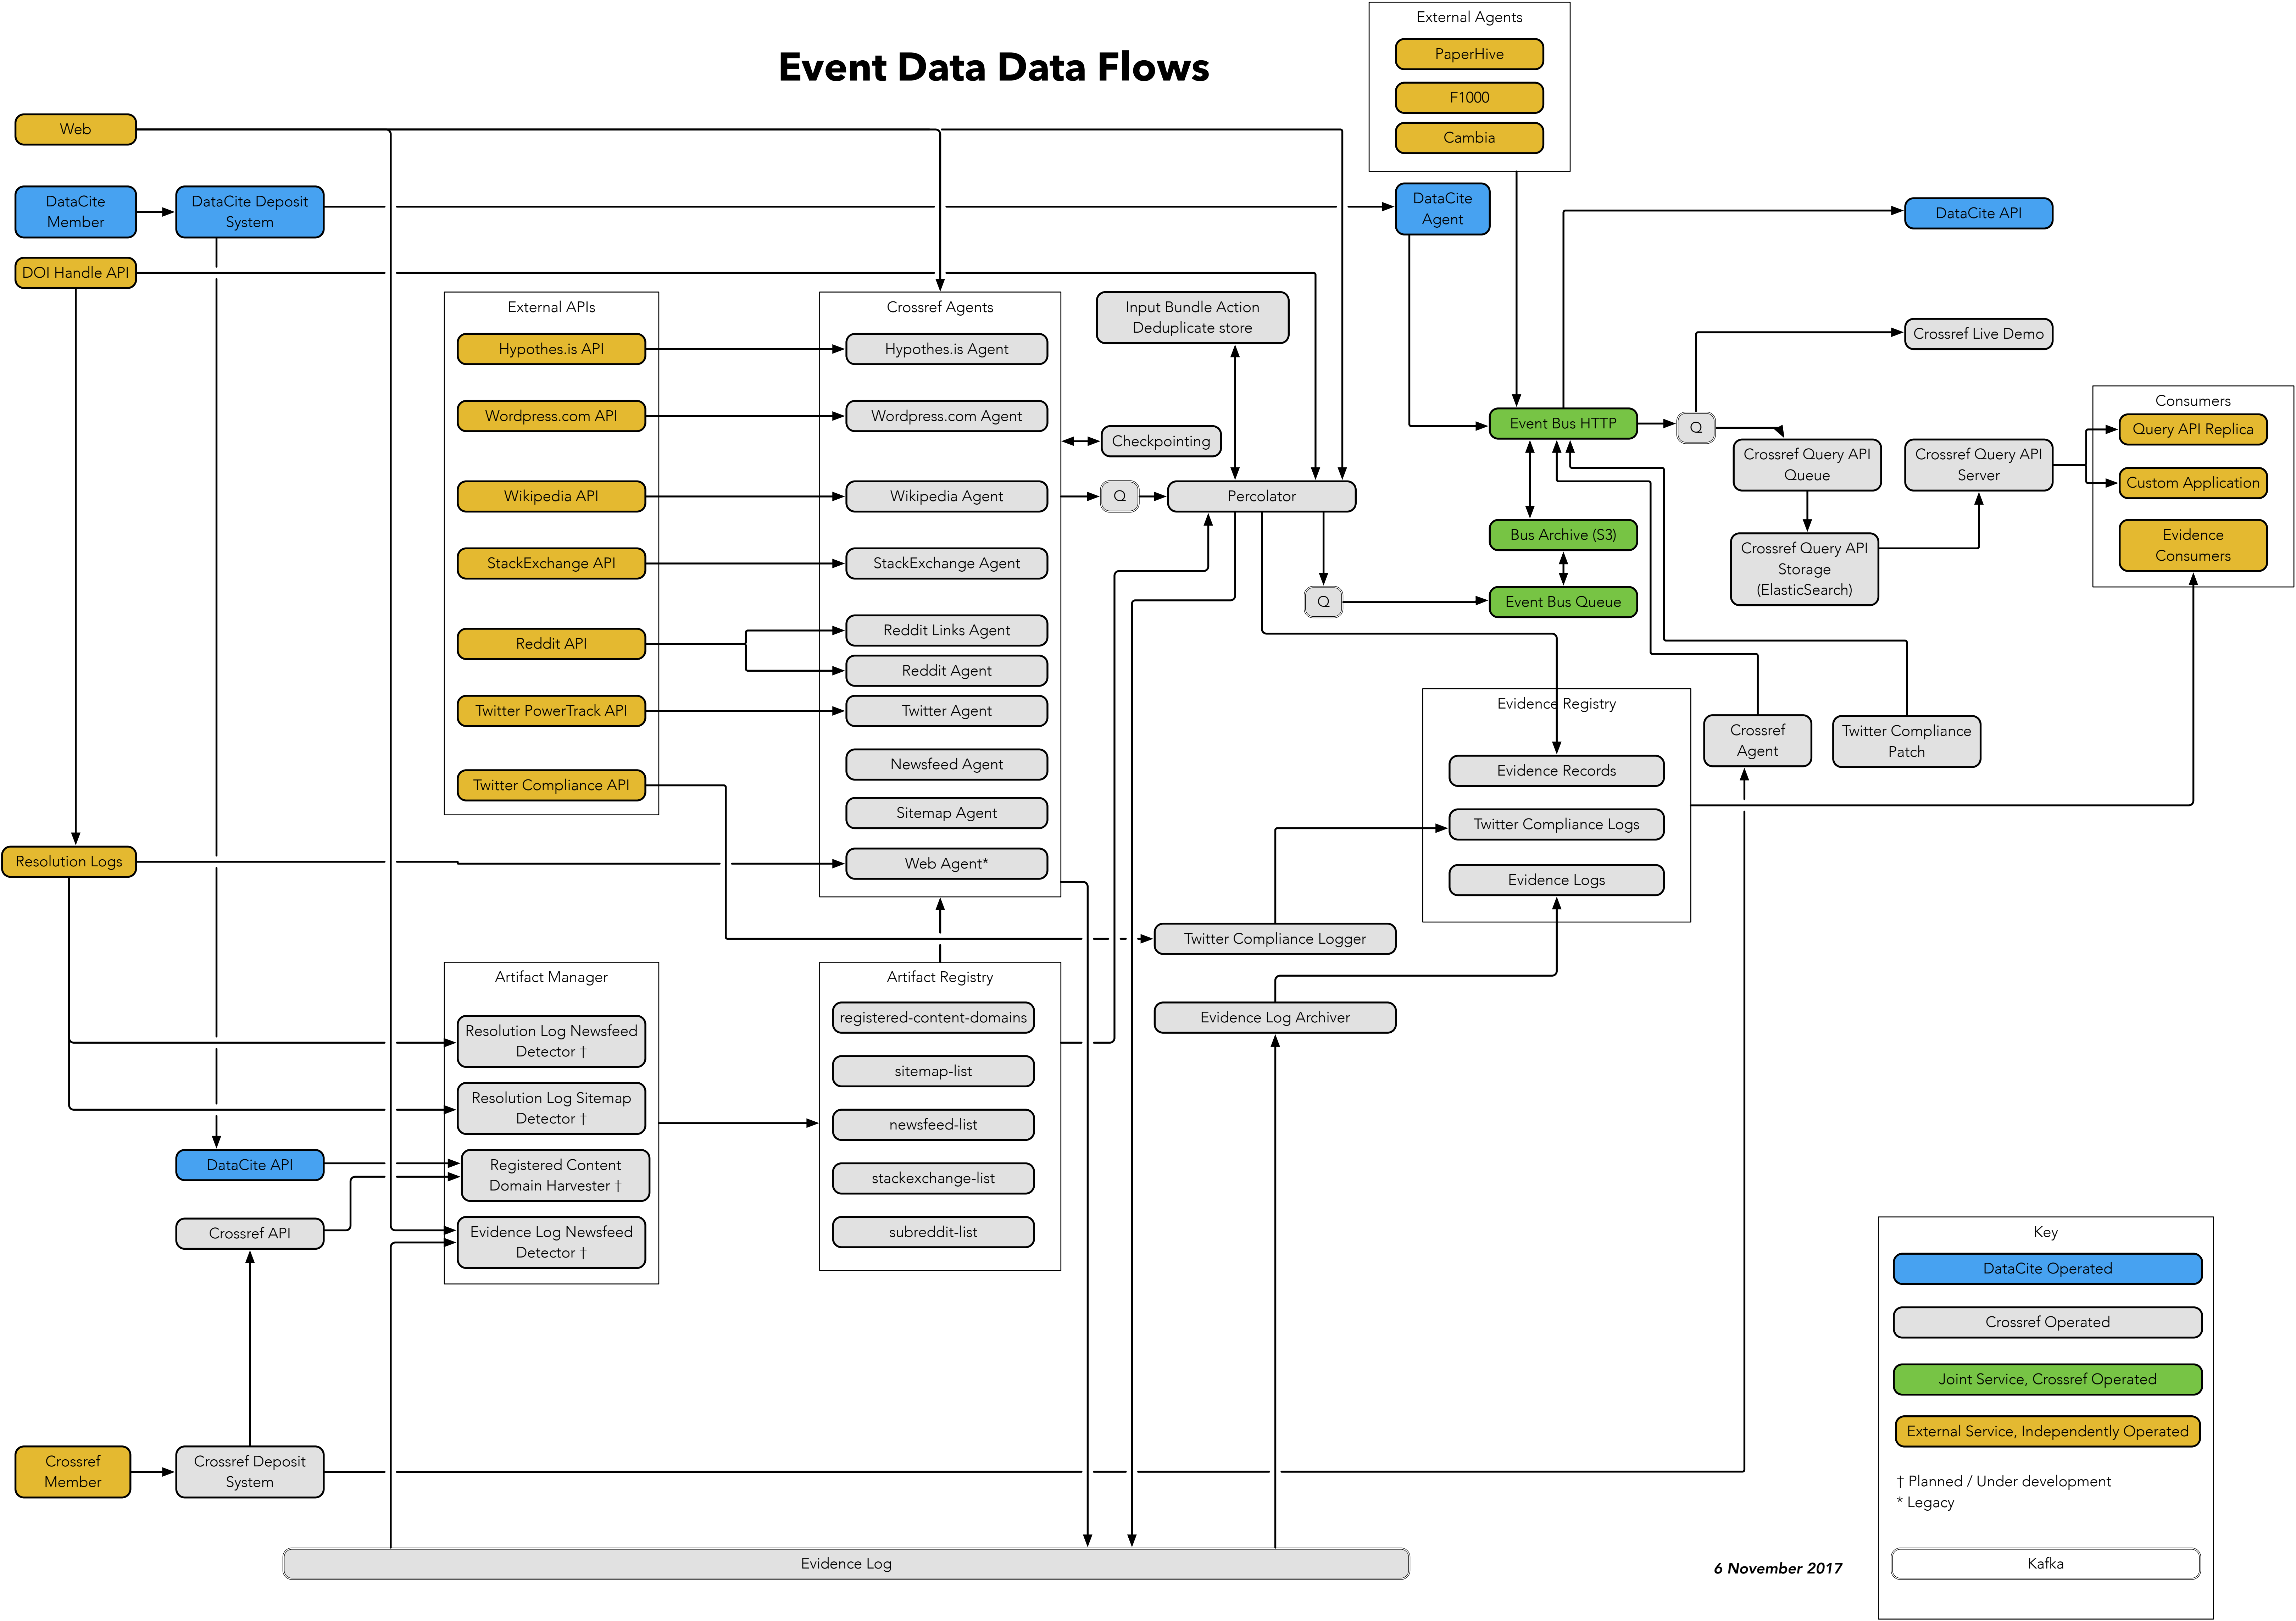 Event Data Data Flows
External Agents
PaperHive
F1000
Cambia
Web
DataCite
Member
DataCite Deposit
System
DataCite
Agent
DataCite API
DOI Handle API
External APIs
Hypothes.is API
Wordpress.com API
Wikipedia API
StackExchange API
Reddit API
Twitter PowerTrack API
Twitter Compliance API
Crossref Agents
Hypothes.is Agent
Wordpress.com Agent
Wikipedia Agent
StackExchange Agent
Reddit Links Agent
Reddit Agent
Twitter Agent
Newsfeed Agent
Sitemap Agent
Web Agent*
Input Bundle Action
Deduplicate store
Checkpointing
Q
Percolator
Q
Event Bus HTTP
Bus Archive (S3)
Event Bus Queue
Q
Crossref Live Demo
Crossref Query API
Queue
Crossref Query API
Storage
(ElasticSearch)
Crossref Query API
Server
Consumers
Query API Replica
Custom Application
Evidence
Consumers
Evidence Registry
Evidence Records
Twitter Compliance Logs
Evidence Logs
Crossref
Agent
Twitter Compliance
Patch
Resolution Logs
Twitter Compliance Logger
Evidence Log Archiver
Artifact Manager
Resolution Log Newsfeed
Detector †
Resolution Log Sitemap
Detector †
Registered Content
Domain Harvester †
Evidence Log Newsfeed
Detector †
Artifact Registry
registered-content-domains
sitemap-list
newsfeed-list
stackexchange-list
subreddit-list
DataCite API
Crossref API
Crossref
Member
Crossref Deposit
System
Evidence Log
6 November 2017
Key
DataCite Operated
Crossref Operated
Joint Service, Crossref Operated
External Service, Independently Operated
† Planned / Under development
* Legacy
Kafka